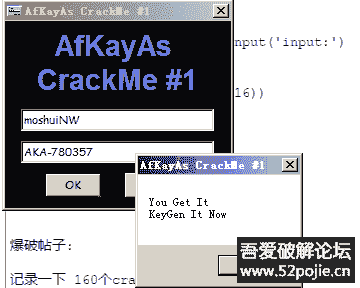 AfKayAs CrackMe #1
AfKayAs
CrackMe #1
nput('input:')
16))
moshuiNW
AKA-780357
OK
AfKayAs CrackMe #1
You Get It
KeyGen It Now
爆破帖子：
记录一下 160个cra
吾爱破解论坛
www.52pojie.cn